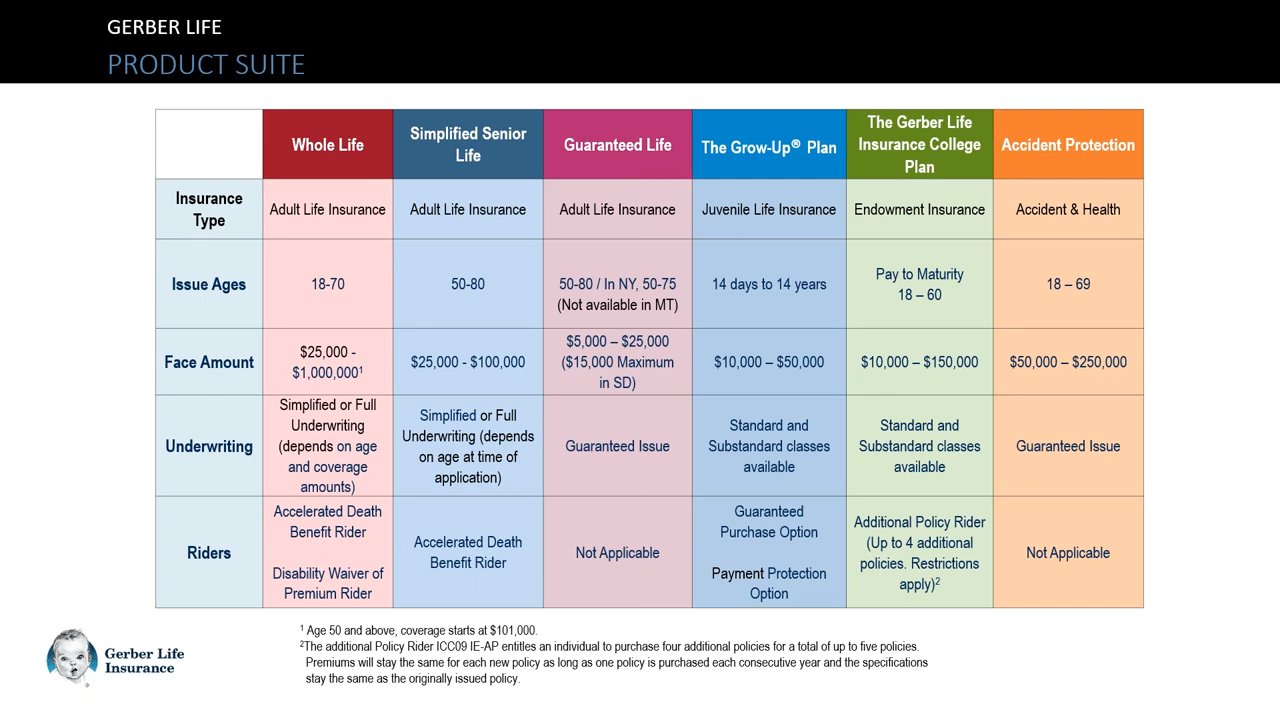 GERBER LIFE
PRODUCT SUITE
Whole Life
Simplified Senior
Life
Guaranteed Life
The Grow-Up® Plan
The Gerber Life
Insurance College
Plan
Accident Protection
Insurance
Type
Adult Life Insurance
Adult Life Insurance
Adult Life Insurance
Juvenile Life Insurance
Endowment Insurance
Accident & Health
Issue Ages
18-70
50-80
50-80 / In NY, 50-75
(Not available in MT)
14 days to 14 years
Pay to Maturity
18 – 60
18 – 69
Face Amount
$25,000 -
$1,000,000¹
$25,000 - $100,000
$5,000 – $25,000
($15,000 Maximum
in SD)
$10,000 – $50,000
$10,000 – $150,000
$50,000 – $250,000
Underwriting
Simplified or Full
Underwriting
(depends on age
and coverage
amounts)
Simplified or Full
Underwriting (depends
on age at time of
application)
Guaranteed Issue
Standard and
Substandard classes
available
Standard and
Substandard classes
available
Guaranteed Issue
Riders
Accelerated Death
Benefit Rider
Disability Waiver of
Premium Rider
Accelerated Death
Benefit Rider
Not Applicable
Guaranteed
Purchase Option
Payment Protection
Option
Additional Policy Rider
(Up to 4 additional
policies. Restrictions
apply)²
Not Applicable
¹ Age 50 and above, coverage starts at $101,000.
²The additional Policy Rider ICC09 IE-AP entitles an individual to purchase four additional policies for a total of up to five policies.
Premiums will stay the same for each new policy as long as one policy is purchased each consecutive year and the specifications
stay the same as the originally issued policy.
Gerber Life
Insurance
®